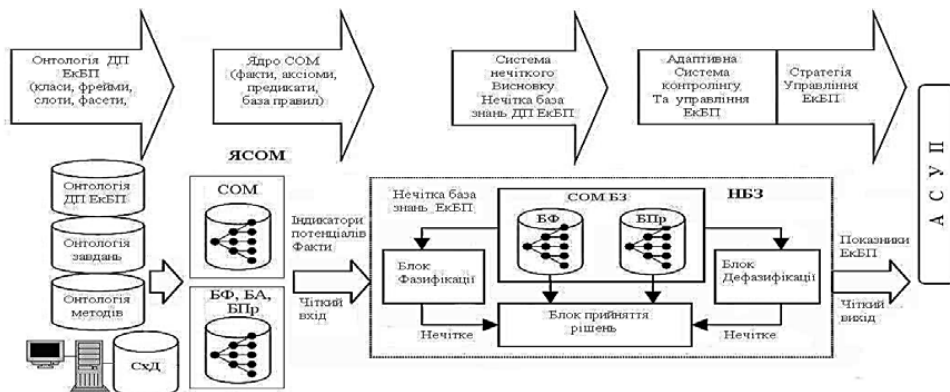 Онтологія ДП
ЕкБП
(класи, фрейми,
слоти, фасети,
Ядро СОМ
(факти, аксіоми,
предикати,
база правил)
Система
нечіткого
Висновку
Нечітка база
знань ДП ЕкБП
Адаптивна
Система
контролінгу
Та управління
ЕкБП
Стратегія
Управління
ЕкБП
А С У П
ЯСОМ
Онтологія
ДП ЕкБП
Онтологія
завдань
Онтологія
методів
СхД
СОМ
БФ, БА,
БПр
Індикатори
потенціалів
Факти
Чіткий
вхід
Нечітка база
знань ЕкБП
СОМ БЗ
НБЗ
БФ
БПр
Блок
Фазифікації
Блок
Дефазифікації
Блок прийняття
рішень
Нечітке
Нечітке
Показники
ЕкБП
Чіткий
вихід